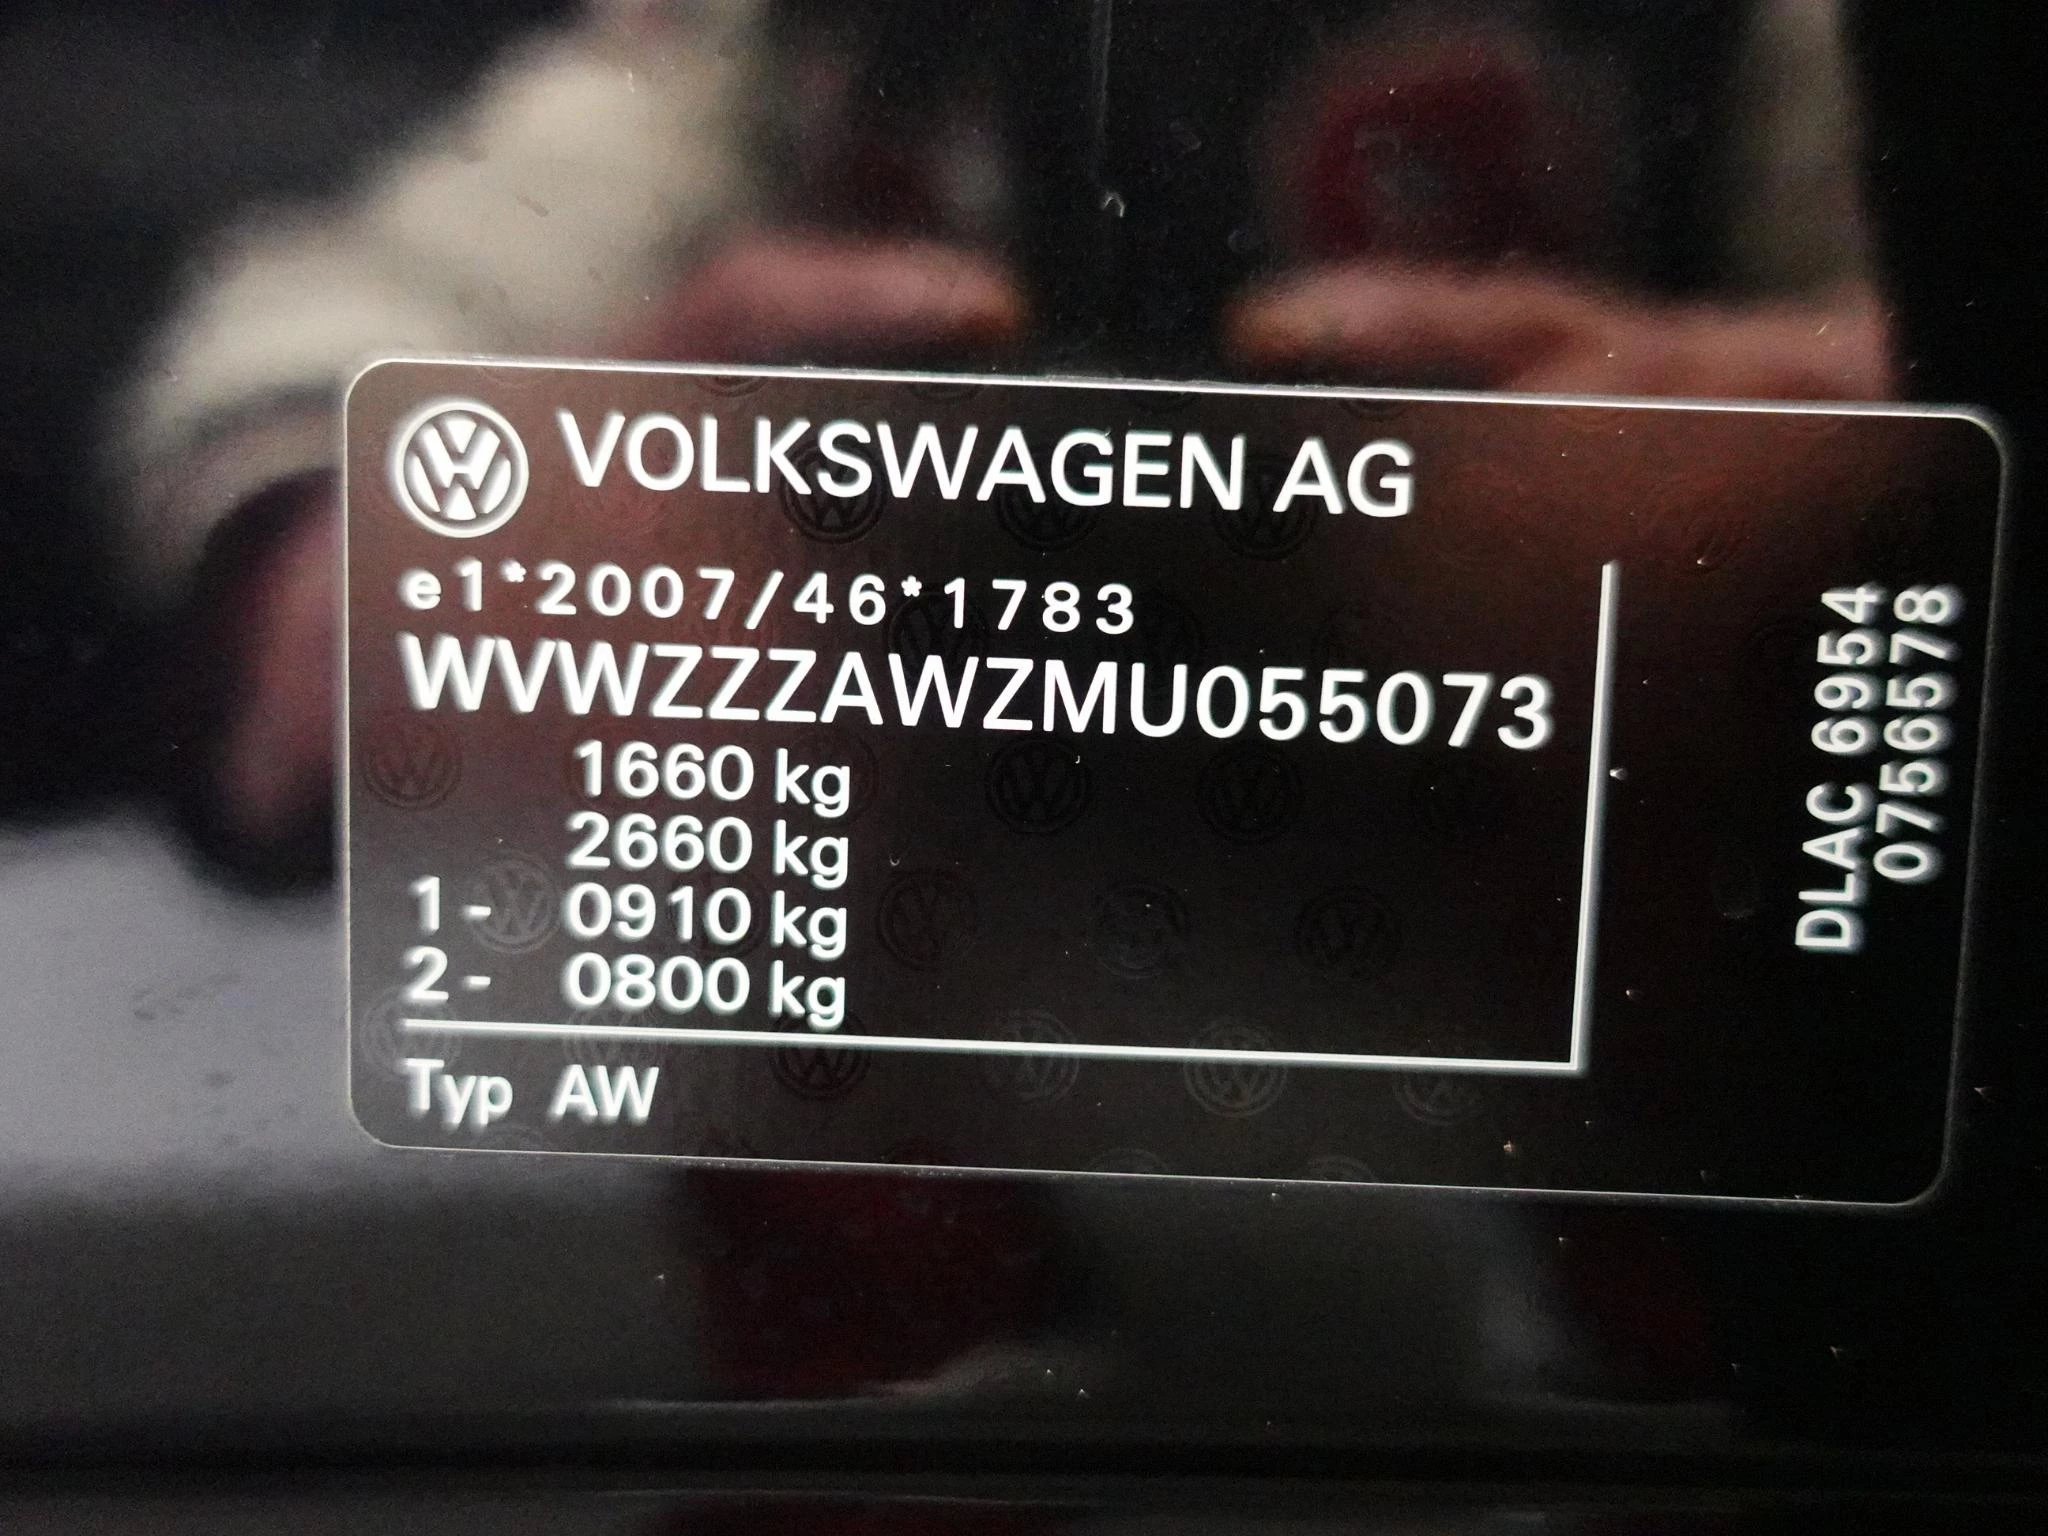 VOLKSWAGEN AG
e1*2007/46*1783
WVWZZZAWZMU055073
1660 kg
2660 kg
1- 0910 kg
2- 0800 kg
Typ AW
DLAC 6954
0756578